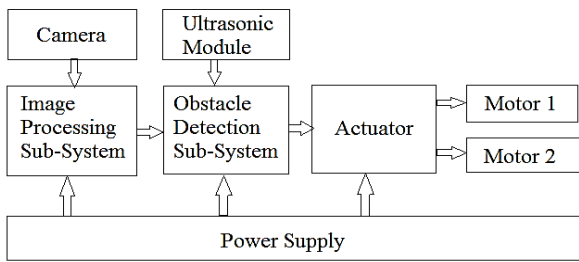 Camera
Ultrasonic
Module
Image
Processing
Sub-System
Obstacle
Detection
Sub-System
Actuator
Motor 1
Motor 2
Power Supply